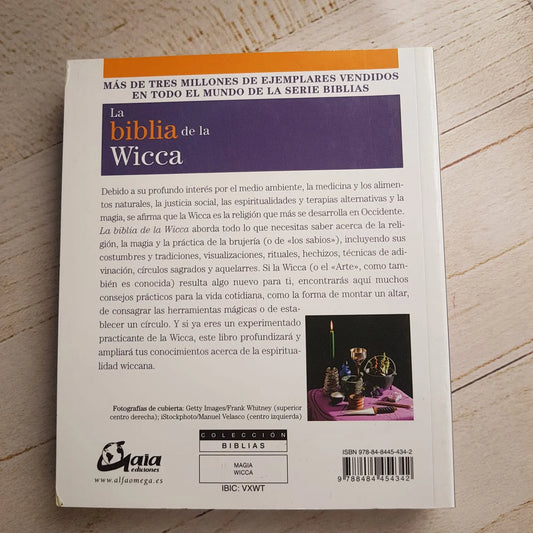 MÁS DE TRES MILLONES DE EJEMPLARES VENDIDOS
EN TODO EL MUNDO DE LA SERIE BIBLIAS
La
biblia de la
Wicca
Debido a su profundo interés por el medio ambiente, la medicina y los alimen-
tos naturales, la justicia social, las espiritualidades y terapias alternativas y la
magia, se afirma que la Wicca es la religión que más se desarrolla en Occidente.
La biblia de la Wicca aborda todo lo que necesitas saber acerca de la reli-
gión, la magia y la práctica de la brujería (o de «los sabios»), incluyendo sus
costumbres y tradiciones, visualizaciones, rituales, hechizos, técnicas de adi-
vinación, círculos sagrados y aquelarres. Si la Wicca (o el «Arte», como tam-
bién es conocida) resulta algo nuevo para ti, encontrarás aquí muchos
consejos prácticos para la vida cotidiana, como la forma de montar un altar,
de consagrar las herramientas mágicas o de esta-
blecer un círculo. Y si ya eres un experimentado
practicante de la Wicca, este libro profundizará y
ampliará tus conocimientos acerca de la espiritua-
lidad wiccana.
Fotografías de cubierta: Getty Images/Frank Whitney (superior
centro derecha); iStockphoto/Manuel Velasco (centro izquierda)
Gaia
ediciones
www.alfaomega.es
COLECCIÓN
BIBLIAS
MAGIA
WICCA
IBIC: VXWT
ISBN 978-84-8445-434-2
9 788484 454342